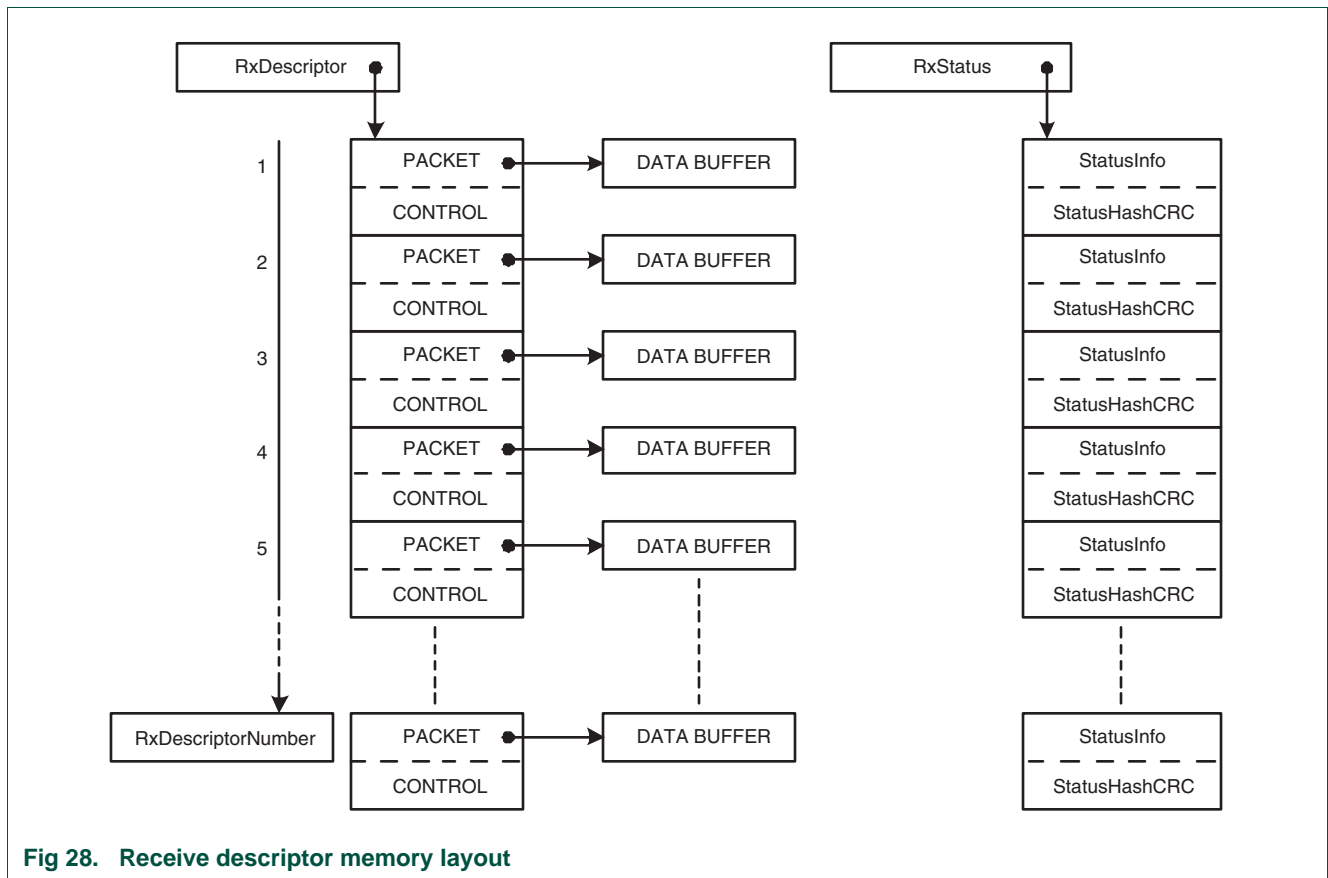 RxDescriptor
RxStatus
1
PACKET
DATA BUFFER
StatusInfo
CONTROL
StatusHashCRC
2
PACKET
DATA BUFFER
StatusInfo
CONTROL
StatusHashCRC
3
PACKET
DATA BUFFER
StatusInfo
CONTROL
StatusHashCRC
4
PACKET
DATA BUFFER
StatusInfo
CONTROL
StatusHashCRC
5
PACKET
DATA BUFFER
StatusInfo
CONTROL
StatusHashCRC
RxDescriptorNumber
PACKET
DATA BUFFER
StatusInfo
CONTROL
StatusHashCRC
Fig 28. Receive descriptor memory layout